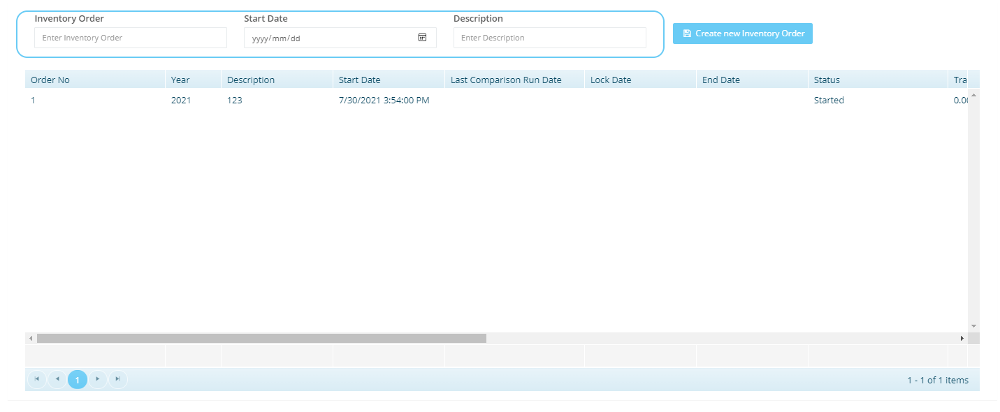 Inventory Order Start Date Description
Enter Inventory Order yyyy/mm/dd Enter Description
Create new Inventory Order
Order No Year Description Start Date Last Comparison Run Date Lock Date End Date Status Tra
1 2021 123 7/30/2021 3:54:00 PM Started 0.00
1 1 - 1 of 1 items